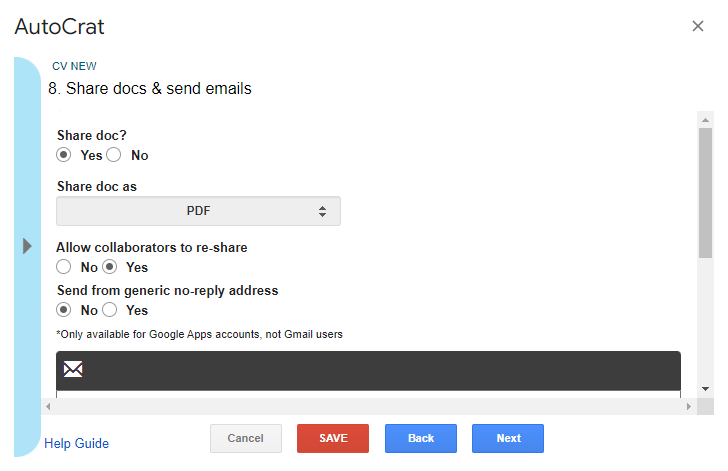 AutoCrat
CV NEW
8. Share docs & send emails
Share doc?
Yes No
Share doc as
PDF
Allow collaborators to re-share
No Yes
Send from generic no-reply address
No Yes
*Only available for Google Apps accounts, not Gmail users
Help Guide Cancel SAVE Back Next